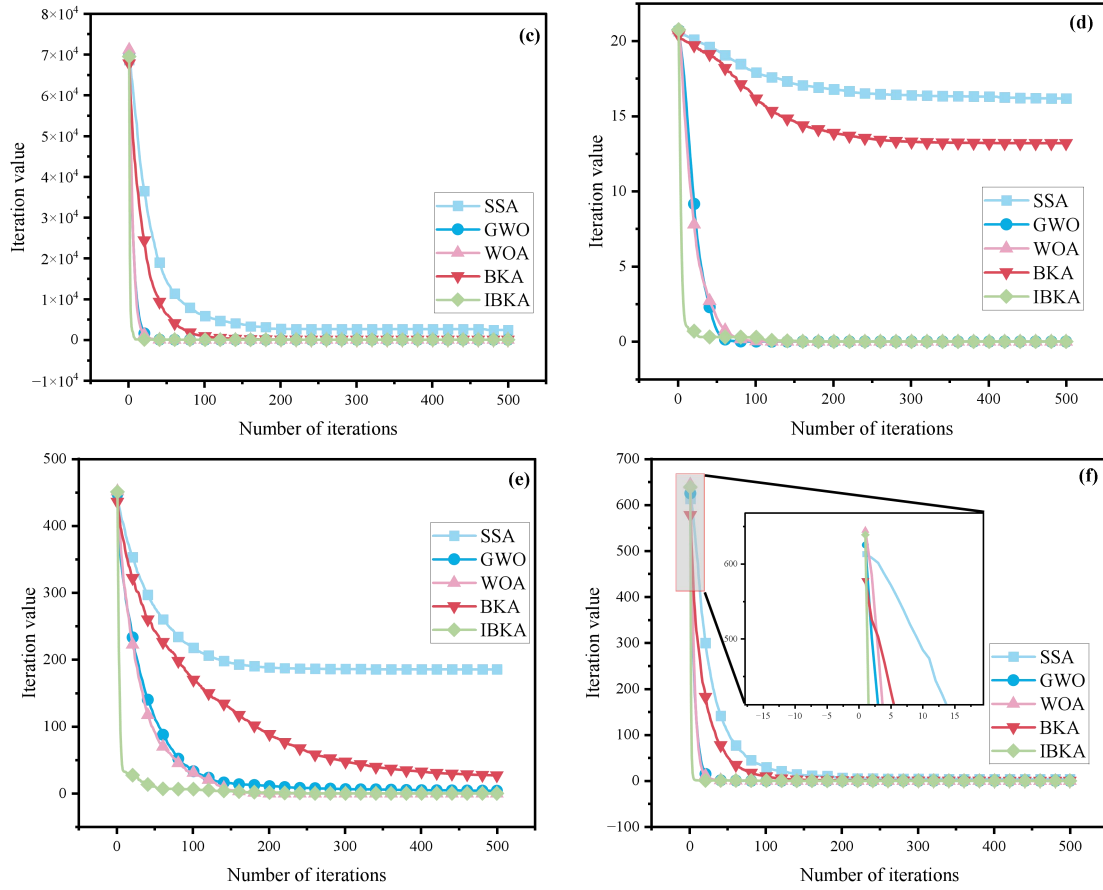 (c)
8×10⁴
7×10⁴
6×10⁴
5×10⁴
4×10⁴
3×10⁴
2×10⁴
1×10⁴
0
−1×10⁴
Iteration value
SSA
GWO
WOA
BKA
IBKA
0 100 200 300 400 500
Number of iterations
(d)
20
15
10
5
0
Iteration value
SSA
GWO
WOA
BKA
IBKA
0 100 200 300 400 500
Number of iterations
(e)
500
400
300
200
100
0
Iteration value
SSA
GWO
WOA
BKA
IBKA
0 100 200 300 400 500
Number of iterations
(f)
700
600
500
400
300
200
100
0
−100
Iteration value
600
500
-15 -10 -5 0 5 10 15
SSA
GWO
WOA
BKA
IBKA
0 100 200 300 400 500
Number of iterations